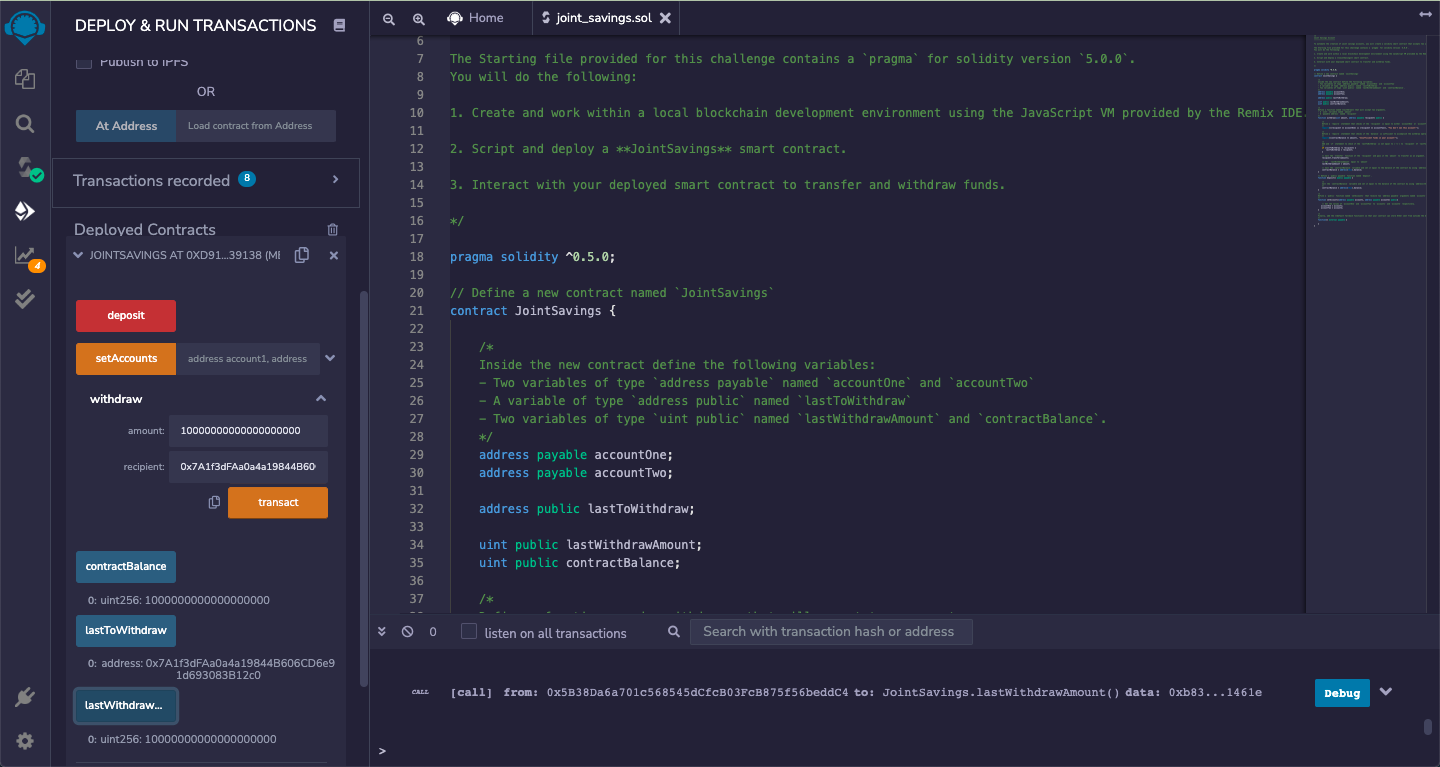 DEPLOY & RUN TRANSACTIONS
Publish to IPFS
OR
At Address
Load contract from Address
Transactions recorded 8
Deployed Contracts
JOINTSAVINGS AT 0XD91...39138 (ME
deposit
setAccounts
address account1, address
withdraw
amount:
10000000000000000000
recipient:
0x7A1f3dFAa0a4a19844B606
transact
contractBalance
0: uint256: 1000000000000000000
lastToWithdraw
0: address: 0x7A1f3dFAa0a4a19844B606CD6e9
1d693083B12c0
lastWithdraw...
0: uint256: 10000000000000000000
4
Home
joint_savings.sol
6
7 The Starting file provided for this challenge contains a `pragma` for solidity version `5.0.0`.
8 You will do the following:
9
10 1. Create and work within a local blockchain development environment using the JavaScript VM provided by the Remix IDE.
11
12 2. Script and deploy a **JointSavings** smart contract.
13
14 3. Interact with your deployed smart contract to transfer and withdraw funds.
15
16 */
17
18 pragma solidity ^0.5.0;
19
20 // Define a new contract named `JointSavings`
21 contract JointSavings {
22
23 /*
24 Inside the new contract define the following variables:
25 - Two variables of type `address payable` named `accountOne` and `accountTwo`
26 - A variable of type `address public` named `lastToWithdraw`
27 - Two variables of type `uint public` named `lastWithdrawAmount` and `contractBalance`.
28 */
29 address payable accountOne;
30 address payable accountTwo;
31
32 address public lastToWithdraw;
33
34 uint public lastWithdrawAmount;
35 uint public contractBalance;
36
37 /*
0
listen on all transactions
Search with transaction hash or address
CALL [call] from: 0x5B38Da6a701c568545dCfcB03FcB875f56beddC4 to: JointSavings.lastWithdrawAmount() data: 0xb83...1461e
Debug
>